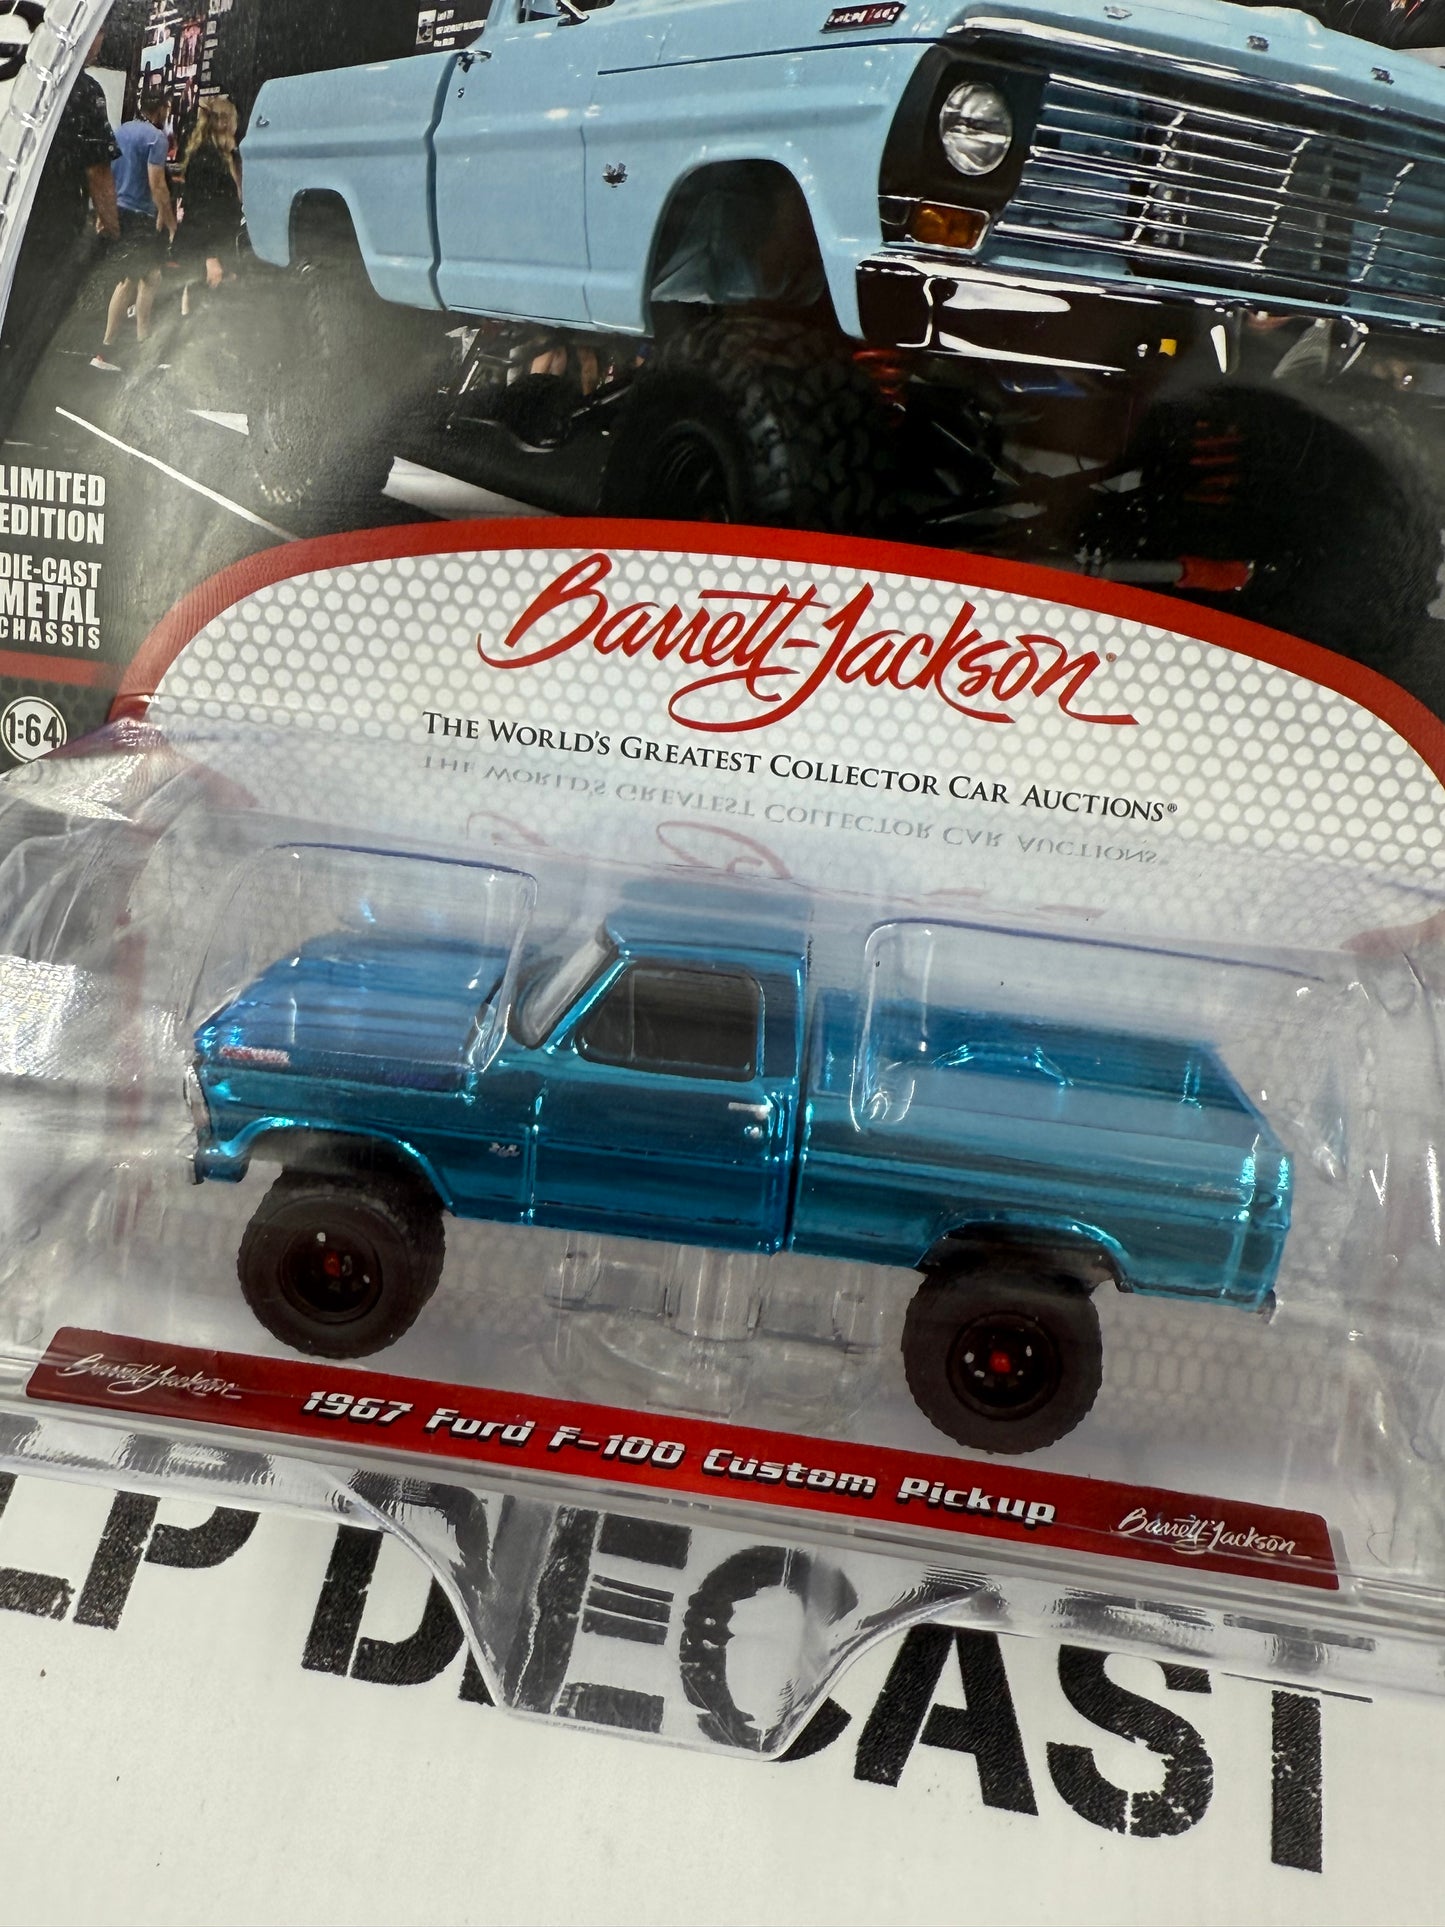 LIMITED
EDITION
DIE-CAST
METAL
CHASSIS
1:64
Barrett-Jackson
THE WORLD'S GREATEST COLLECTOR CAR AUCTIONS®
Barrett-Jackson
1967 Ford F-100 Custom Pickup
Barrett-Jackson
LP DECAST